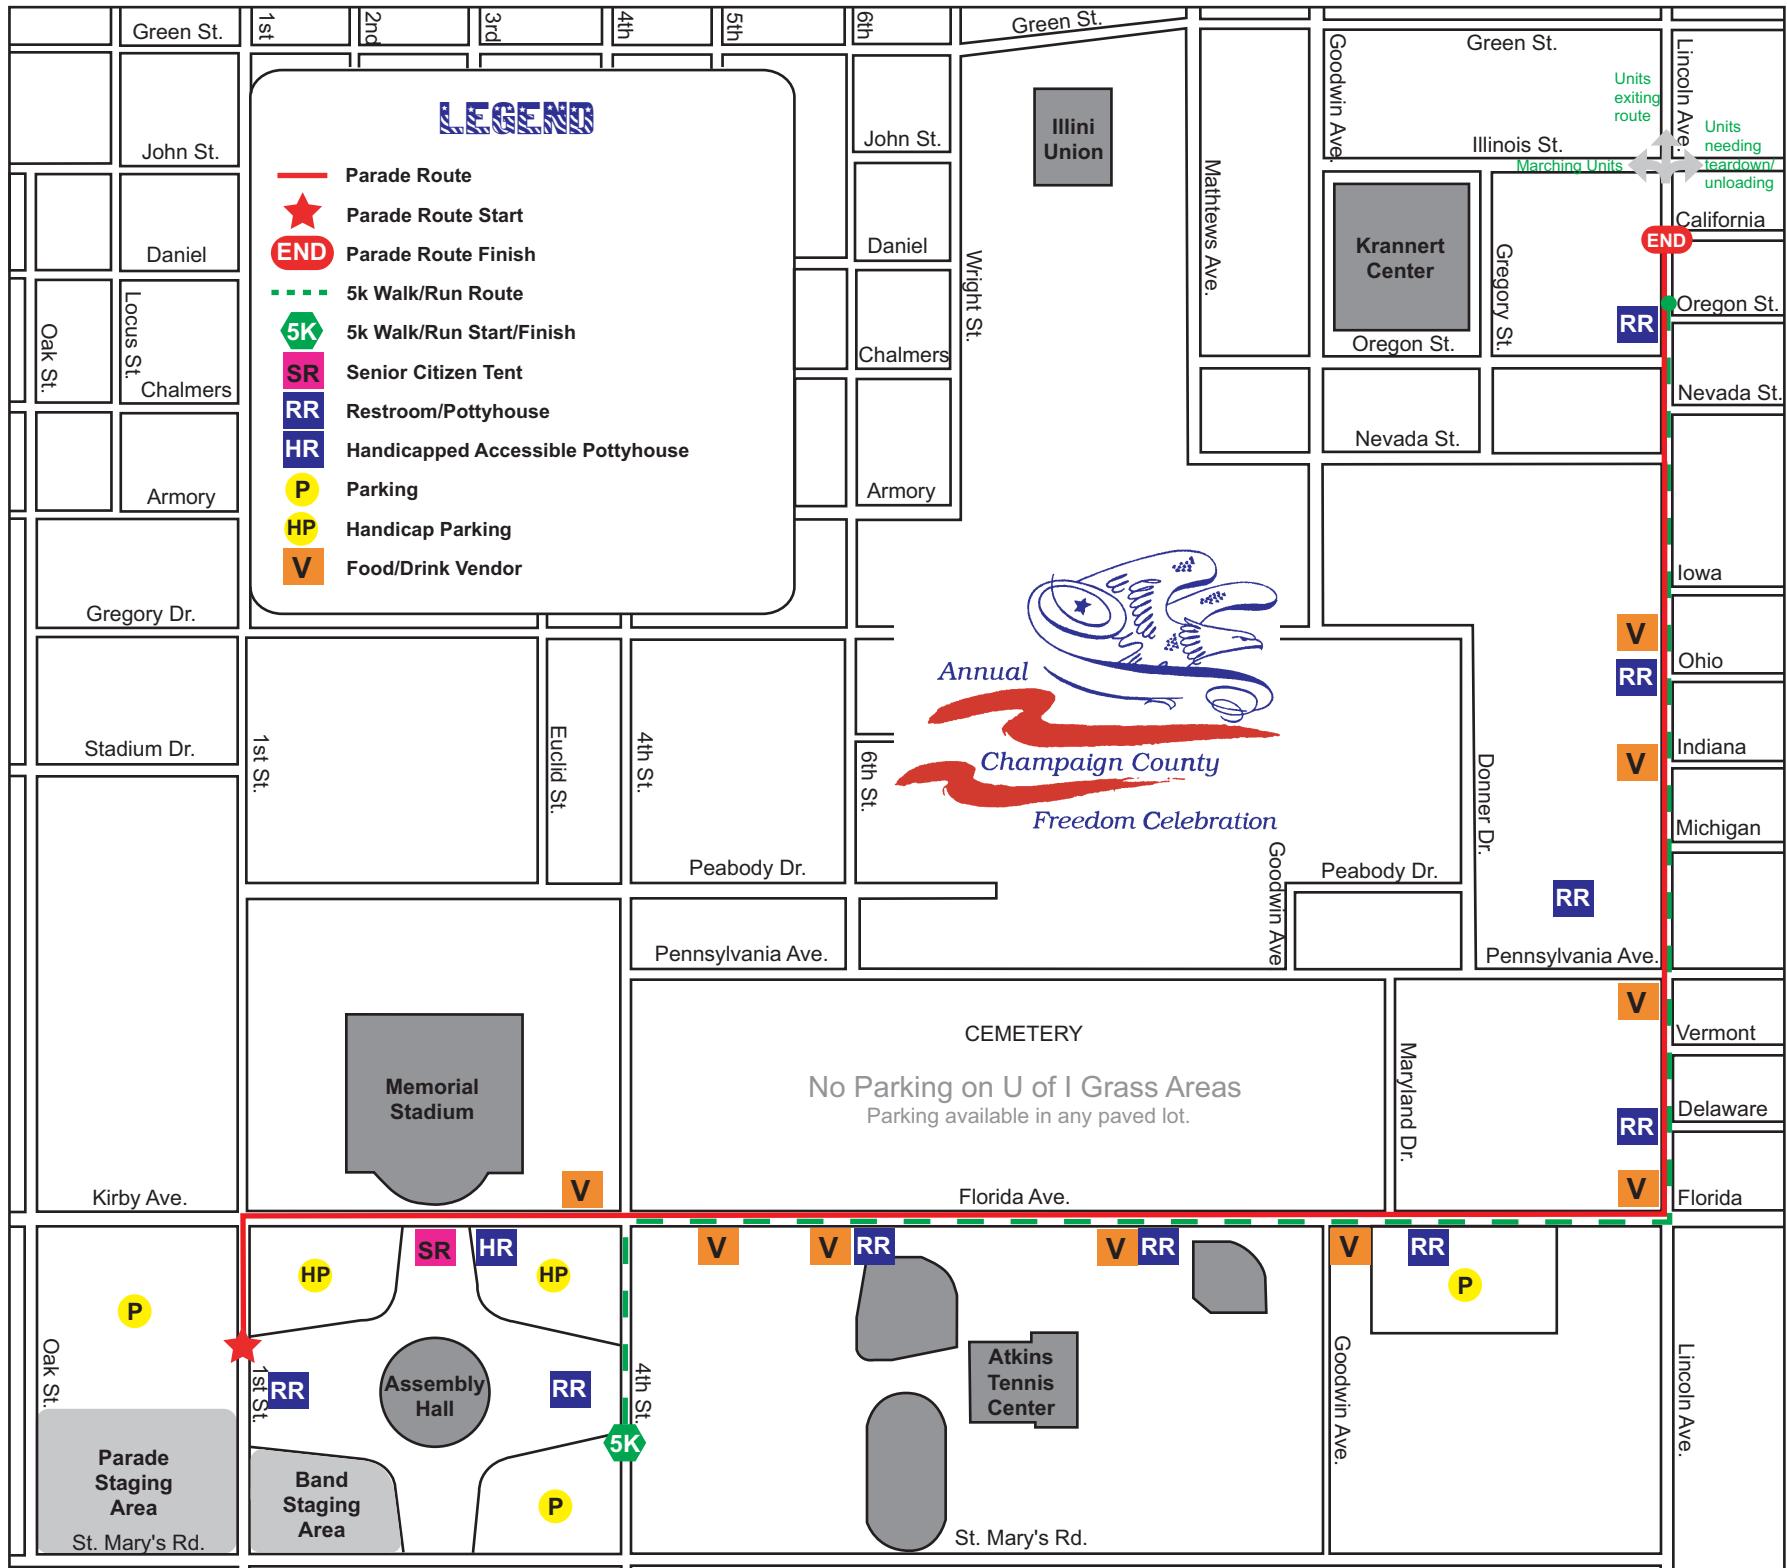 Green St.
1st
2nd
3rd
4th
5th
6th
Green St.
Goodwin Ave.
Green St.
Lincoln Ave.
Units
exiting
route
Units
needing
teardown/
unloading
Marching Units
LEGEND
Parade Route
Parade Route Start
END
Parade Route Finish
5k Walk/Run Route
5K
5k Walk/Run Start/Finish
SR
Senior Citizen Tent
RR
Restroom/Pottyhouse
HR
Handicapped Accessible Pottyhouse
P
Parking
HP
Handicap Parking
V
Food/Drink Vendor
John St.
John St.
Illini
Union
Illinois St.
Mathtews Ave.
Daniel
Daniel
Wright St.
Krannert
Center
Gregory St.
California
END
Oregon St.
RR
Oak St.
Locus St.
Chalmers
Chalmers
Oregon St.
Nevada St.
Nevada St.
Armory
Armory
Iowa
Gregory Dr.
V
Ohio
RR
Annual
Champaign County
Freedom Celebration
Stadium Dr.
1st St.
Euclid St.
4th St.
6th St.
Donner Dr.
Indiana
V
Michigan
Peabody Dr.
Goodwin Ave
Peabody Dr.
RR
Pennsylvania Ave.
Pennsylvania Ave.
V
Vermont
CEMETERY
No Parking on U of I Grass Areas
Parking available in any paved lot.
Memorial
Stadium
Maryland Dr.
Delaware
RR
Kirby Ave.
V
Florida Ave.
V
Florida
HP
SR
HR
HP
V
V
RR
V
RR
V
RR
P
P
Oak St.
1st St.
RR
Assembly
Hall
RR
4th St.
5K
Atkins
Tennis
Center
Goodwin Ave.
Lincoln Ave.
Parade
Staging
Area
Band
Staging
Area
P
St. Mary's Rd.
St. Mary's Rd.